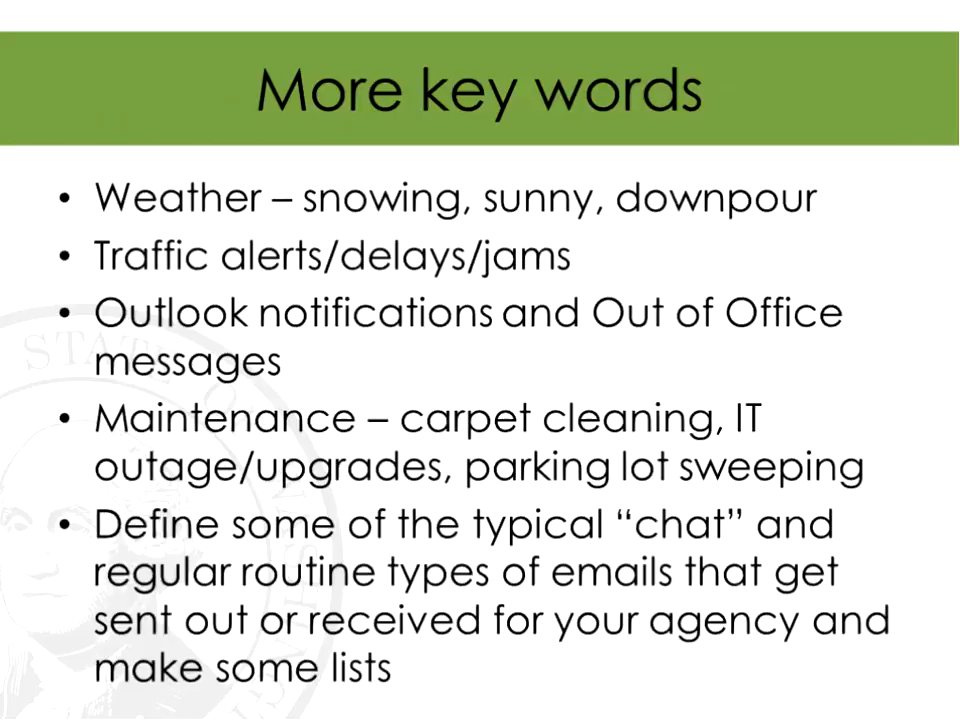 More key words
• Weather – snowing, sunny, downpour
• Traffic alerts/delays/jams
• Outlook notifications and Out of Office
messages
• Maintenance – carpet cleaning, IT
outage/upgrades, parking lot sweeping
• Define some of the typical “chat” and
regular routine types of emails that get
sent out or received for your agency and
make some lists
STATE O